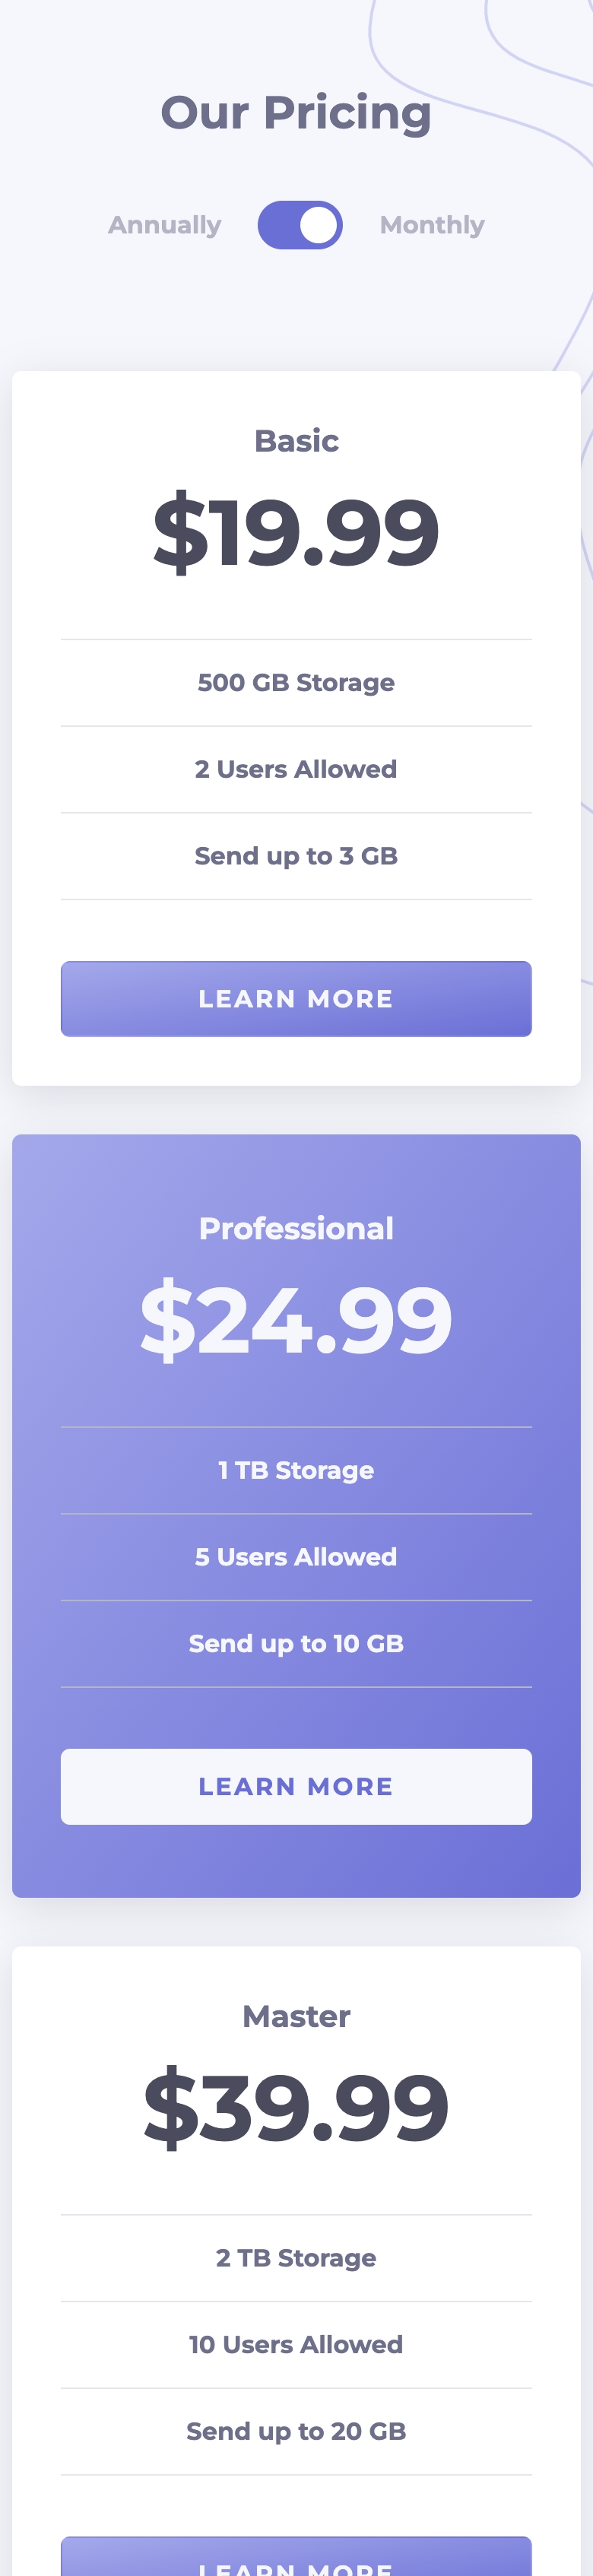 Our Pricing
Annually Monthly
Basic
$19.99
500 GB Storage
2 Users Allowed
Send up to 3 GB
LEARN MORE
Professional
$24.99
1 TB Storage
5 Users Allowed
Send up to 10 GB
LEARN MORE
Master
$39.99
2 TB Storage
10 Users Allowed
Send up to 20 GB
LEARN MORE